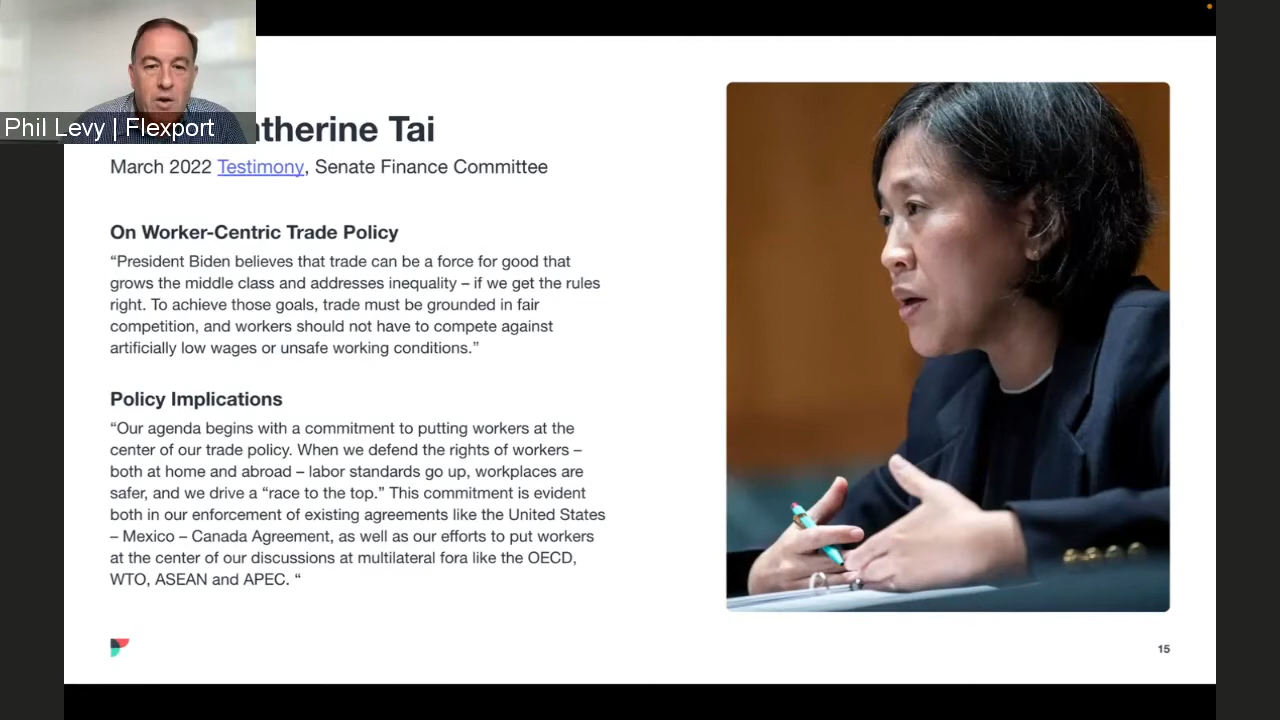 Phil Levy | Flexport
atherine Tai
March 2022 Testimony, Senate Finance Committee
On Worker-Centric Trade Policy
“President Biden believes that trade can be a force for good that
grows the middle class and addresses inequality – if we get the rules
right. To achieve those goals, trade must be grounded in fair
competition, and workers should not have to compete against
artificially low wages or unsafe working conditions.”
Policy Implications
“Our agenda begins with a commitment to putting workers at the
center of our trade policy. When we defend the rights of workers –
both at home and abroad – labor standards go up, workplaces are
safer, and we drive a “race to the top.” This commitment is evident
both in our enforcement of existing agreements like the United States
– Mexico – Canada Agreement, as well as our efforts to put workers
at the center of our discussions at multilateral fora like the OECD,
WTO, ASEAN and APEC. “
15